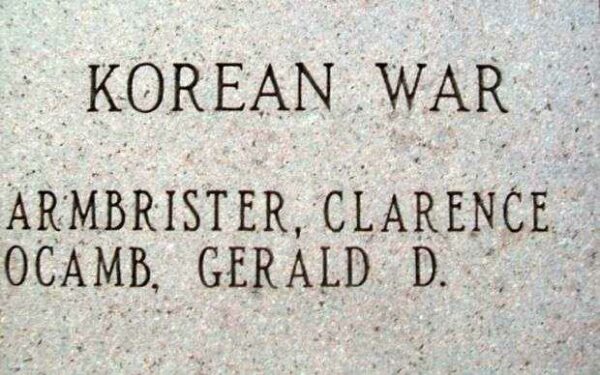 KOREAN WAR
ARMBRISTER, CLARENCE
OCAMB, GERALD D.